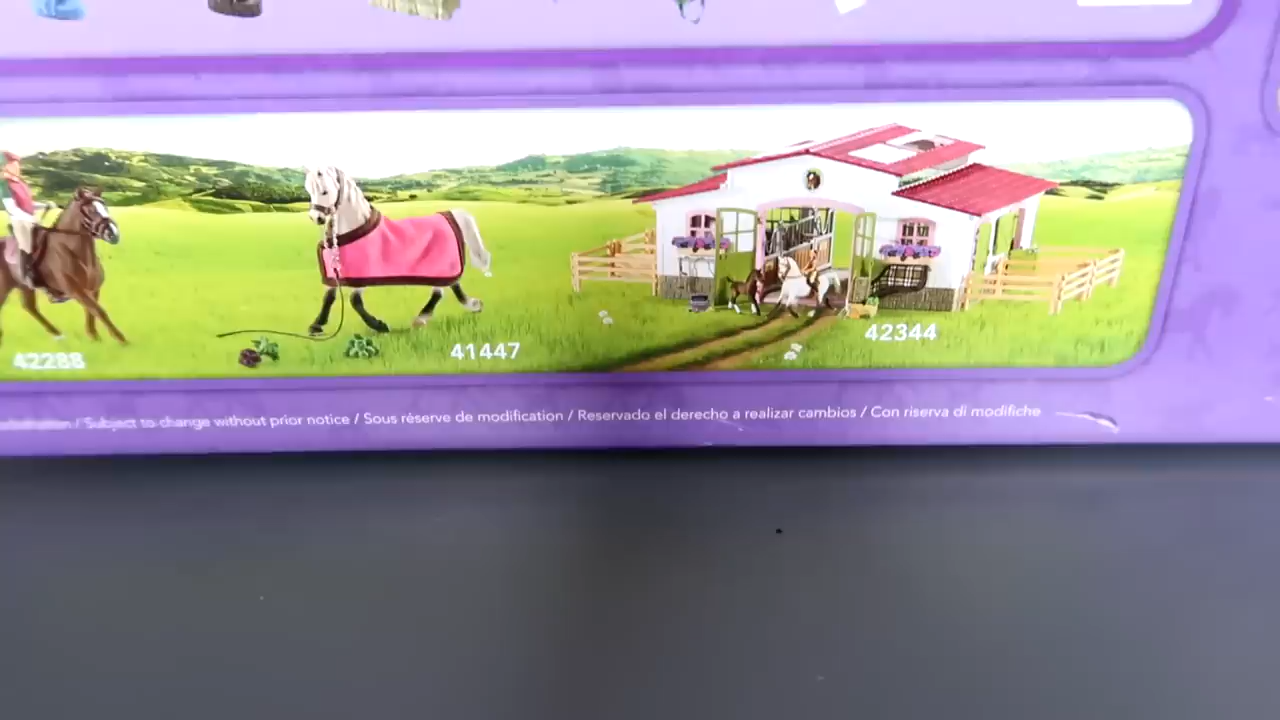 42288
41447
42344
/ Subject to change without prior notice / Sous réserve de modification / Reservado el derecho a realizar cambios / Con riserva di modifiche